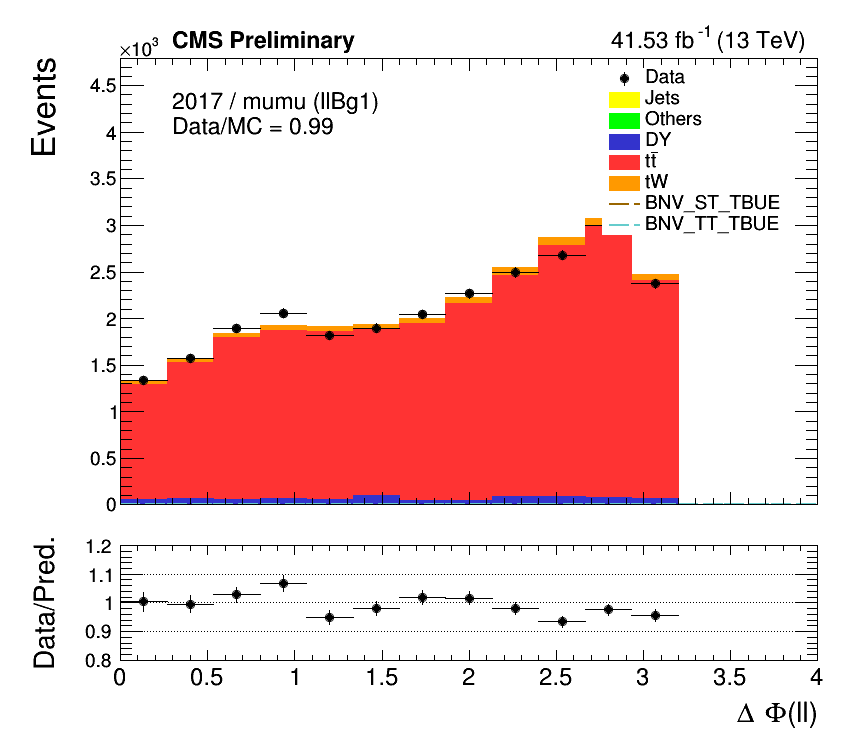 ×10³ CMS Preliminary 41.53 fb⁻¹ (13 TeV)
Events
2017 / mumu (llBg1)
Data/MC = 0.99
Data
Jets
Others
DY
tt̄
tW
BNV_ST_TBUE
BNV_TT_TBUE
4.5
4
3.5
3
2.5
2
1.5
1
0.5
0
Data/Pred.
1.2
1.1
1
0.9
0.8
0 0.5 1 1.5 2 2.5 3 3.5 4
Δ Φ(ll)